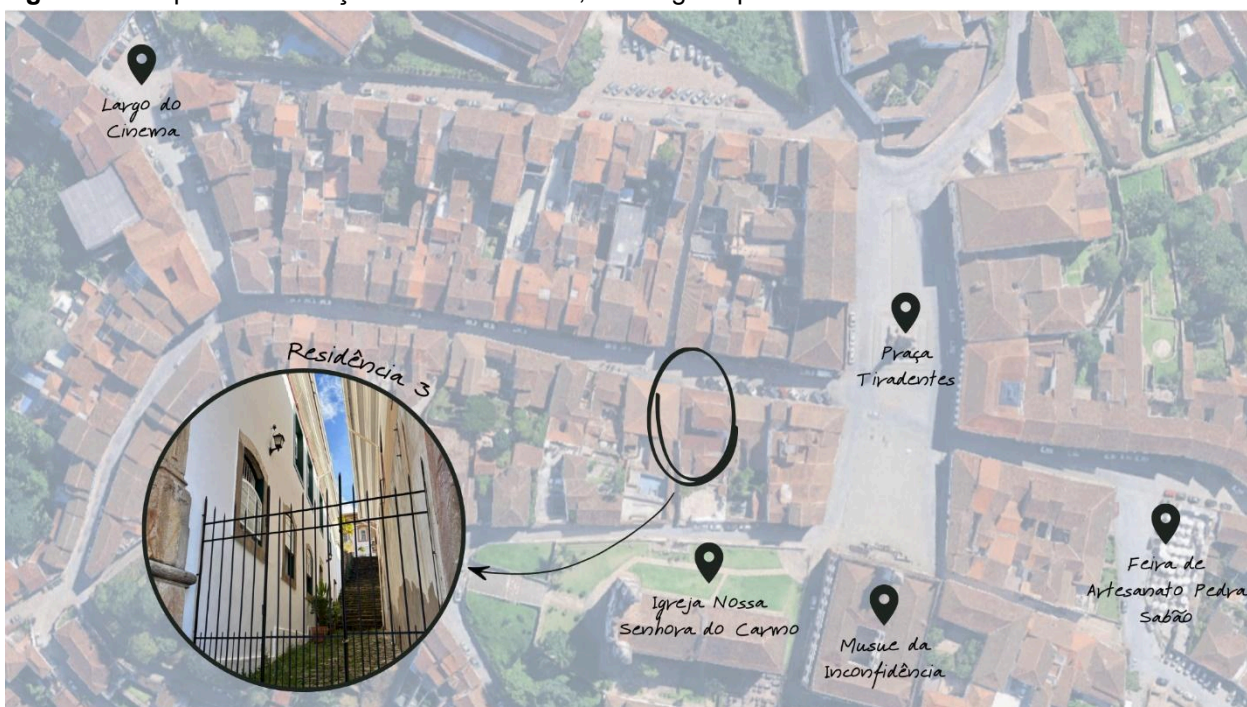 Largo do
Cinema
Praça
Tiradentes
Residência 3
Feira de
Artesanato Pedra
Sabão
Igreja Nossa
Senhora do Carmo
Musue da
Inconfidência